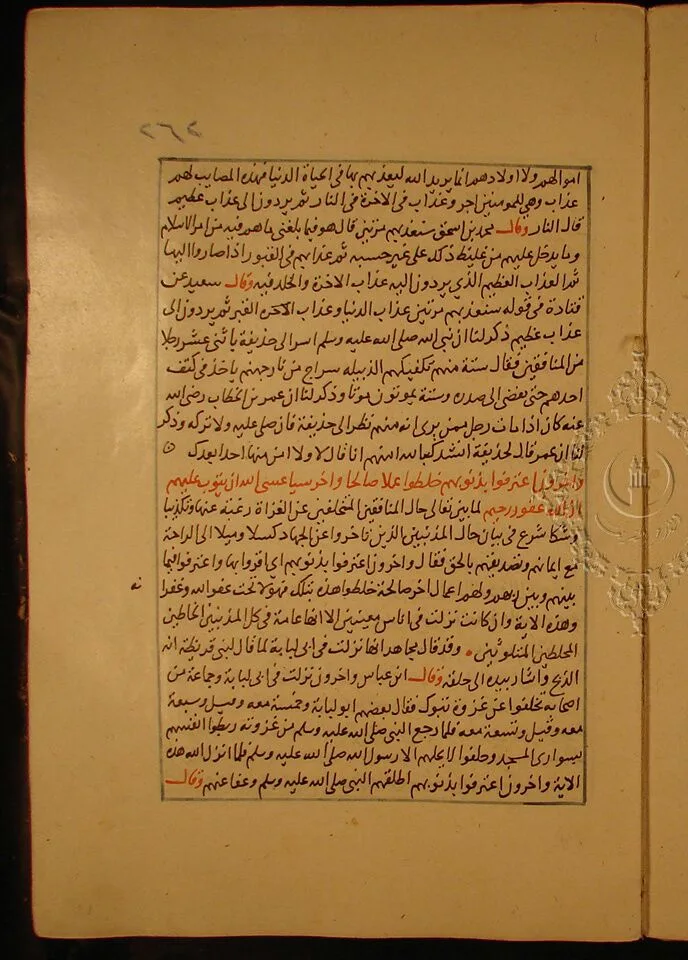 ٢٦٢
اموالهم ولا اولادهم انما يريد الله ليعذبهم بها في الحياة الدنيا فهذه المصايب لهم
عذاب وهي للمومنين اجر وعذاب في الاخرة في النار ثم يردون الى عذاب عظيم
قال النار وقال محمد بن اسحق سنعذبهم مرتين قال هو فيما بلغني ما هم فيه من امر الاسلام
وما يدخل عليهم من غيظ ذلك على غير حسبة ثم عذابهم في القبور اذا صاروا اليها
ثم العذاب العظيم الذي يردون اليه عذاب الاخرة والخلد فيه وقال سعيد عن
قتادة في قوله سنعذبهم مرتين عذاب الدنيا وعذاب الاخرة القبر ثم يردون الى
عذاب عظيم ذكر لنا ان نبي الله صلى الله عليه وسلم اسر الى حذيفة باثنى عشر رجلا
من المنافقين فقال ستة منهم تكفيكهم الدبيله سراج من نار جهنم ياخذ في كتف
احدهم حتى يفضي الى صدره وستة يموتون موتا وذكر لنا ان عمر بن الخطاب رضي الله
عنه كان اذا مات رجل ممن يرى انه منهم نظر الى حذيفة فان صلى عليه والا تركه وذكر
لنا ان عمر قال لحذيفة انشدك بالله امنهم انا قال لا ولا اومن منها احدا بعدك
واخرون اعترفوا بذنوبهم خلطوا عملا صالحا واخر سيا عسى الله ان يتوب عليهم
ان الله غفور رحيم لما بين تعالى حال المنافقين المتخلفين عن الغزاة رغبة عنها وتكذيبا
وشكا شرع في بيان حال المذنبين الذين تاخروا عن الجهاد كسلا وميلا الى الراحة
مع ايمانهم وتصديقهم بالحق فقال واخرون اعترفوا بذنوبهم اي اقروا بها واعترفوا فيما
بينهم وبين ربهم ولهم اعمال اخر صالحة خلطوا هذه بتلك فهولا تحت عفو الله وغفرا
نه
وهذه الاية وان كانت نزلت في اناس معينين الا انها عامة في كل المذنبين الخاطين
المخلطين المتلوثين وقد قال مجاهد انها نزلت في ابي لبابة لما قال لبني قريظة انه
الذبح واشار بيده الى حلقه وقال ابن عباس واخرون نزلت في ابي لبابة وجماعة من
اصحابه تخلفوا عن غزوة تبوك فقال بعضهم ابو لبابة وخمسة معه وقيل وسبعة
معه وقيل وتسعة معه فلما رجع النبي صلى الله عليه وسلم من غزوته ربطوا انفسهم
بسواري المسجد وحلفوا لا يحلهم الا رسول الله صلى الله عليه وسلم فلما انزل الله هذه
الاية واخرون اعترفوا بذنوبهم اطلقهم النبي صلى الله عليه وسلم وعفا عنهم وقال